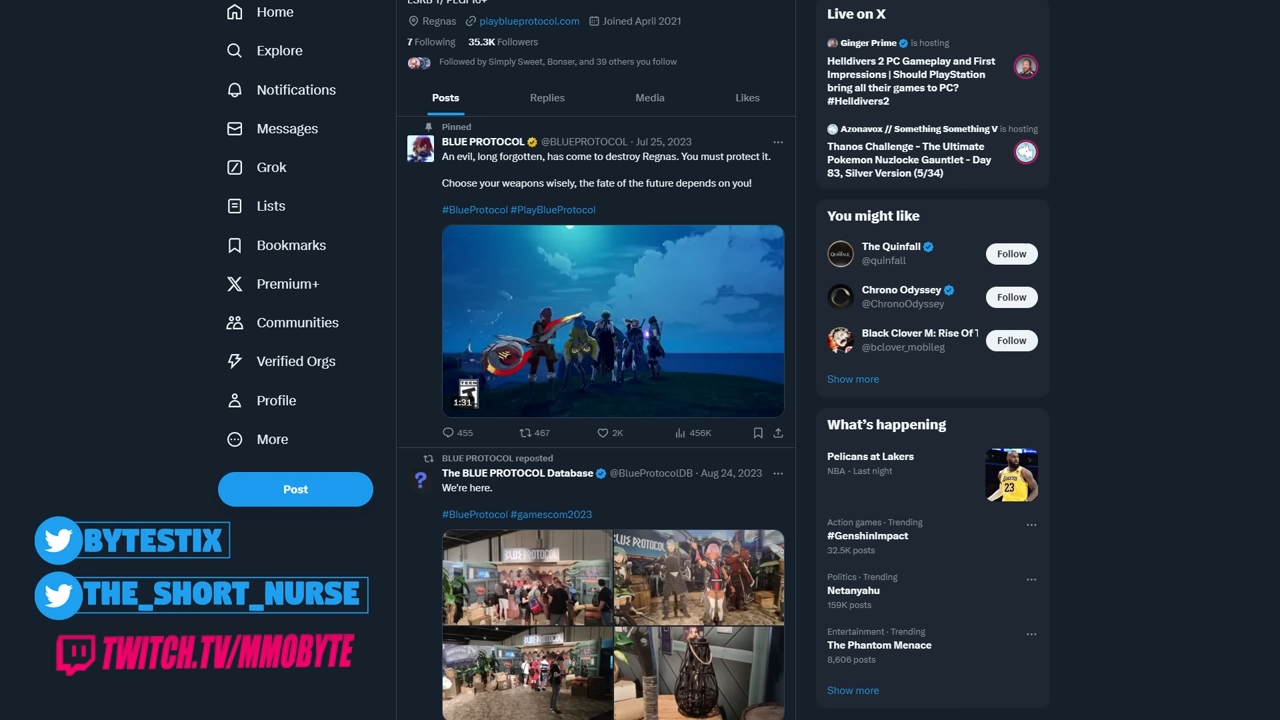 Home
Explore
Notifications
Messages
Grok
Lists
Bookmarks
Premium+
Communities
Verified Orgs
Profile
More
Post
BYTESTIX
THE_SHORT_NURSE
TWITCH.TV/MMOBYTE
Regnas playblueprotocol.com Joined April 2021
7 Following 35.3K Followers
Followed by Simply Sweet, Bonser, and 39 others you follow
Posts Replies Media Likes
Pinned
BLUE PROTOCOL @BLUEPROTOCOL · Jul 25, 2023
An evil, long forgotten, has come to destroy Regnas. You must protect it.
Choose your weapons wisely, the fate of the future depends on you!
#BlueProtocol #PlayBlueProtocol
TEEN
1:31
455 467 2K 456K
BLUE PROTOCOL reposted
The BLUE PROTOCOL Database @BlueProtocolDB · Aug 24, 2023
We're here.
#BlueProtocol #gamescom2023
BLUE PROTOCOL
BLUE PROTOCOL
BLUE PROTOCOL
Live on X
Ginger Prime is hosting
Helldivers 2 PC Gameplay and First
Impressions | Should PlayStation
bring all their games to PC?
#Helldivers2
Azonavox // Something Something V is hosting
Thanos Challenge - The Ultimate
Pokemon Nuzlocke Gauntlet - Day
83, Silver Version (5/34)
You might like
The Quinfall
@quinfall
Follow
Chrono Odyssey
@ChronoOdyssey
Follow
Black Clover M: Rise Of
@bclover_mobileg
Follow
Show more
What's happening
Pelicans at Lakers
NBA · Last night
Action games · Trending
#GenshinImpact
32.5K posts
Politics · Trending
Netanyahu
159K posts
Entertainment · Trending
The Phantom Menace
8,606 posts
Show more